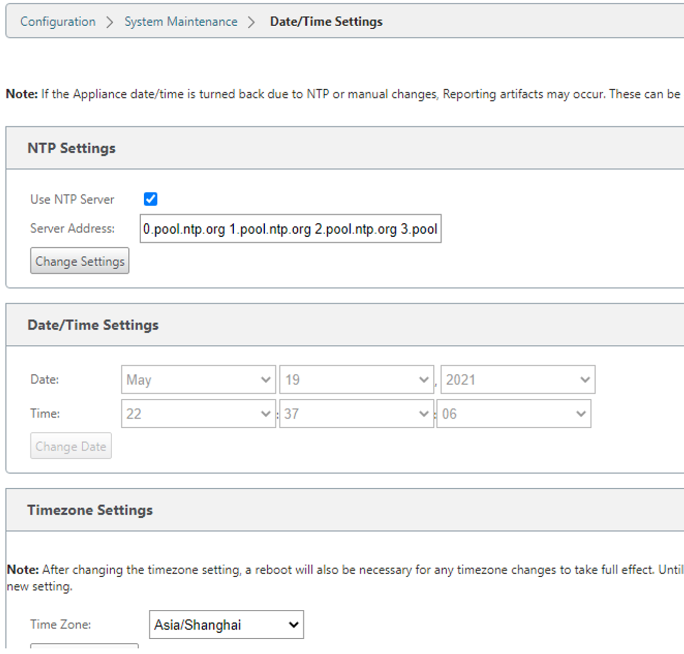 Configuration > System Maintenance > Date/Time Settings
Note: If the Appliance date/time is turned back due to NTP or manual changes, Reporting artifacts may occur. These can be
NTP Settings
Use NTP Server
Server Address: 0.pool.ntp.org 1.pool.ntp.org 2.pool.ntp.org 3.pool
Change Settings
Date/Time Settings
Date: May 19 , 2021
Time: 22 : 37 : 06
Change Date
Timezone Settings
Note: After changing the timezone setting, a reboot will also be necessary for any timezone changes to take full effect. Until
new setting.
Time Zone: Asia/Shanghai